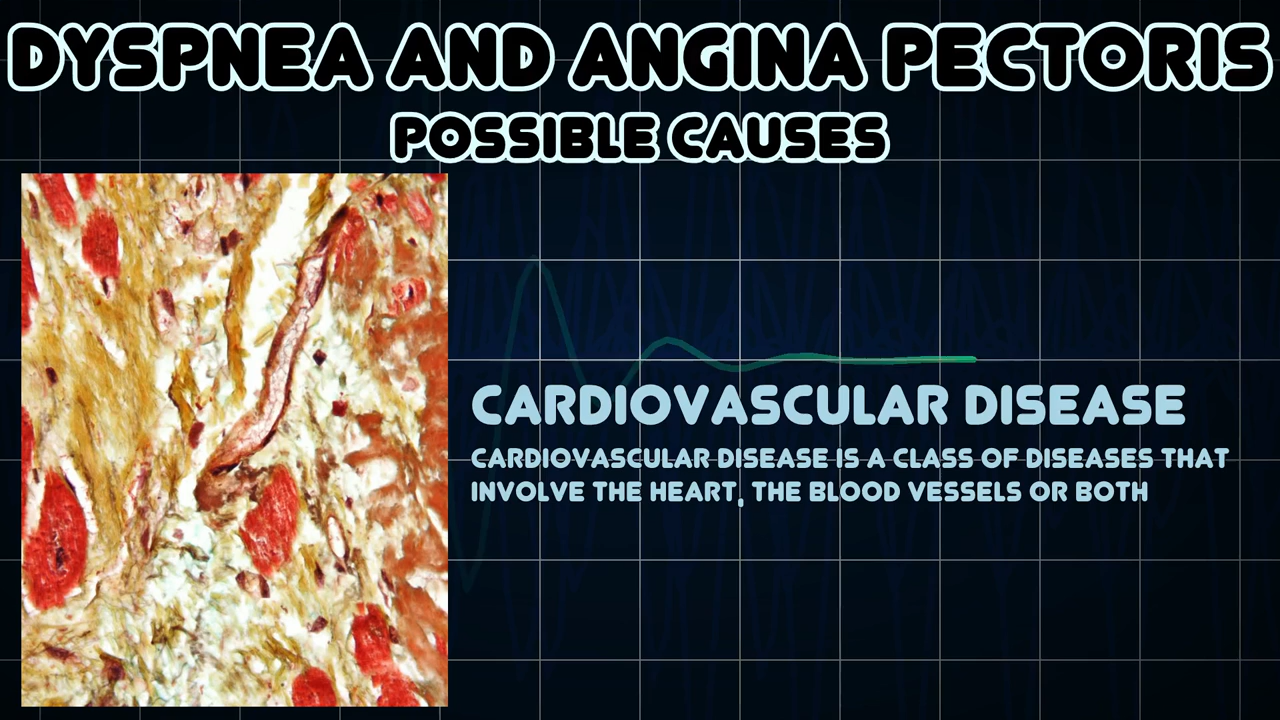 DYSPNEA AND ANGINA PECTORIS
POSSIBLE CAUSES
CARDIOVASCULAR DISEASE
CARDIOVASCULAR DISEASE IS A CLASS OF DISEASES THAT
INVOLVE THE HEART, THE BLOOD VESSELS OR BOTH